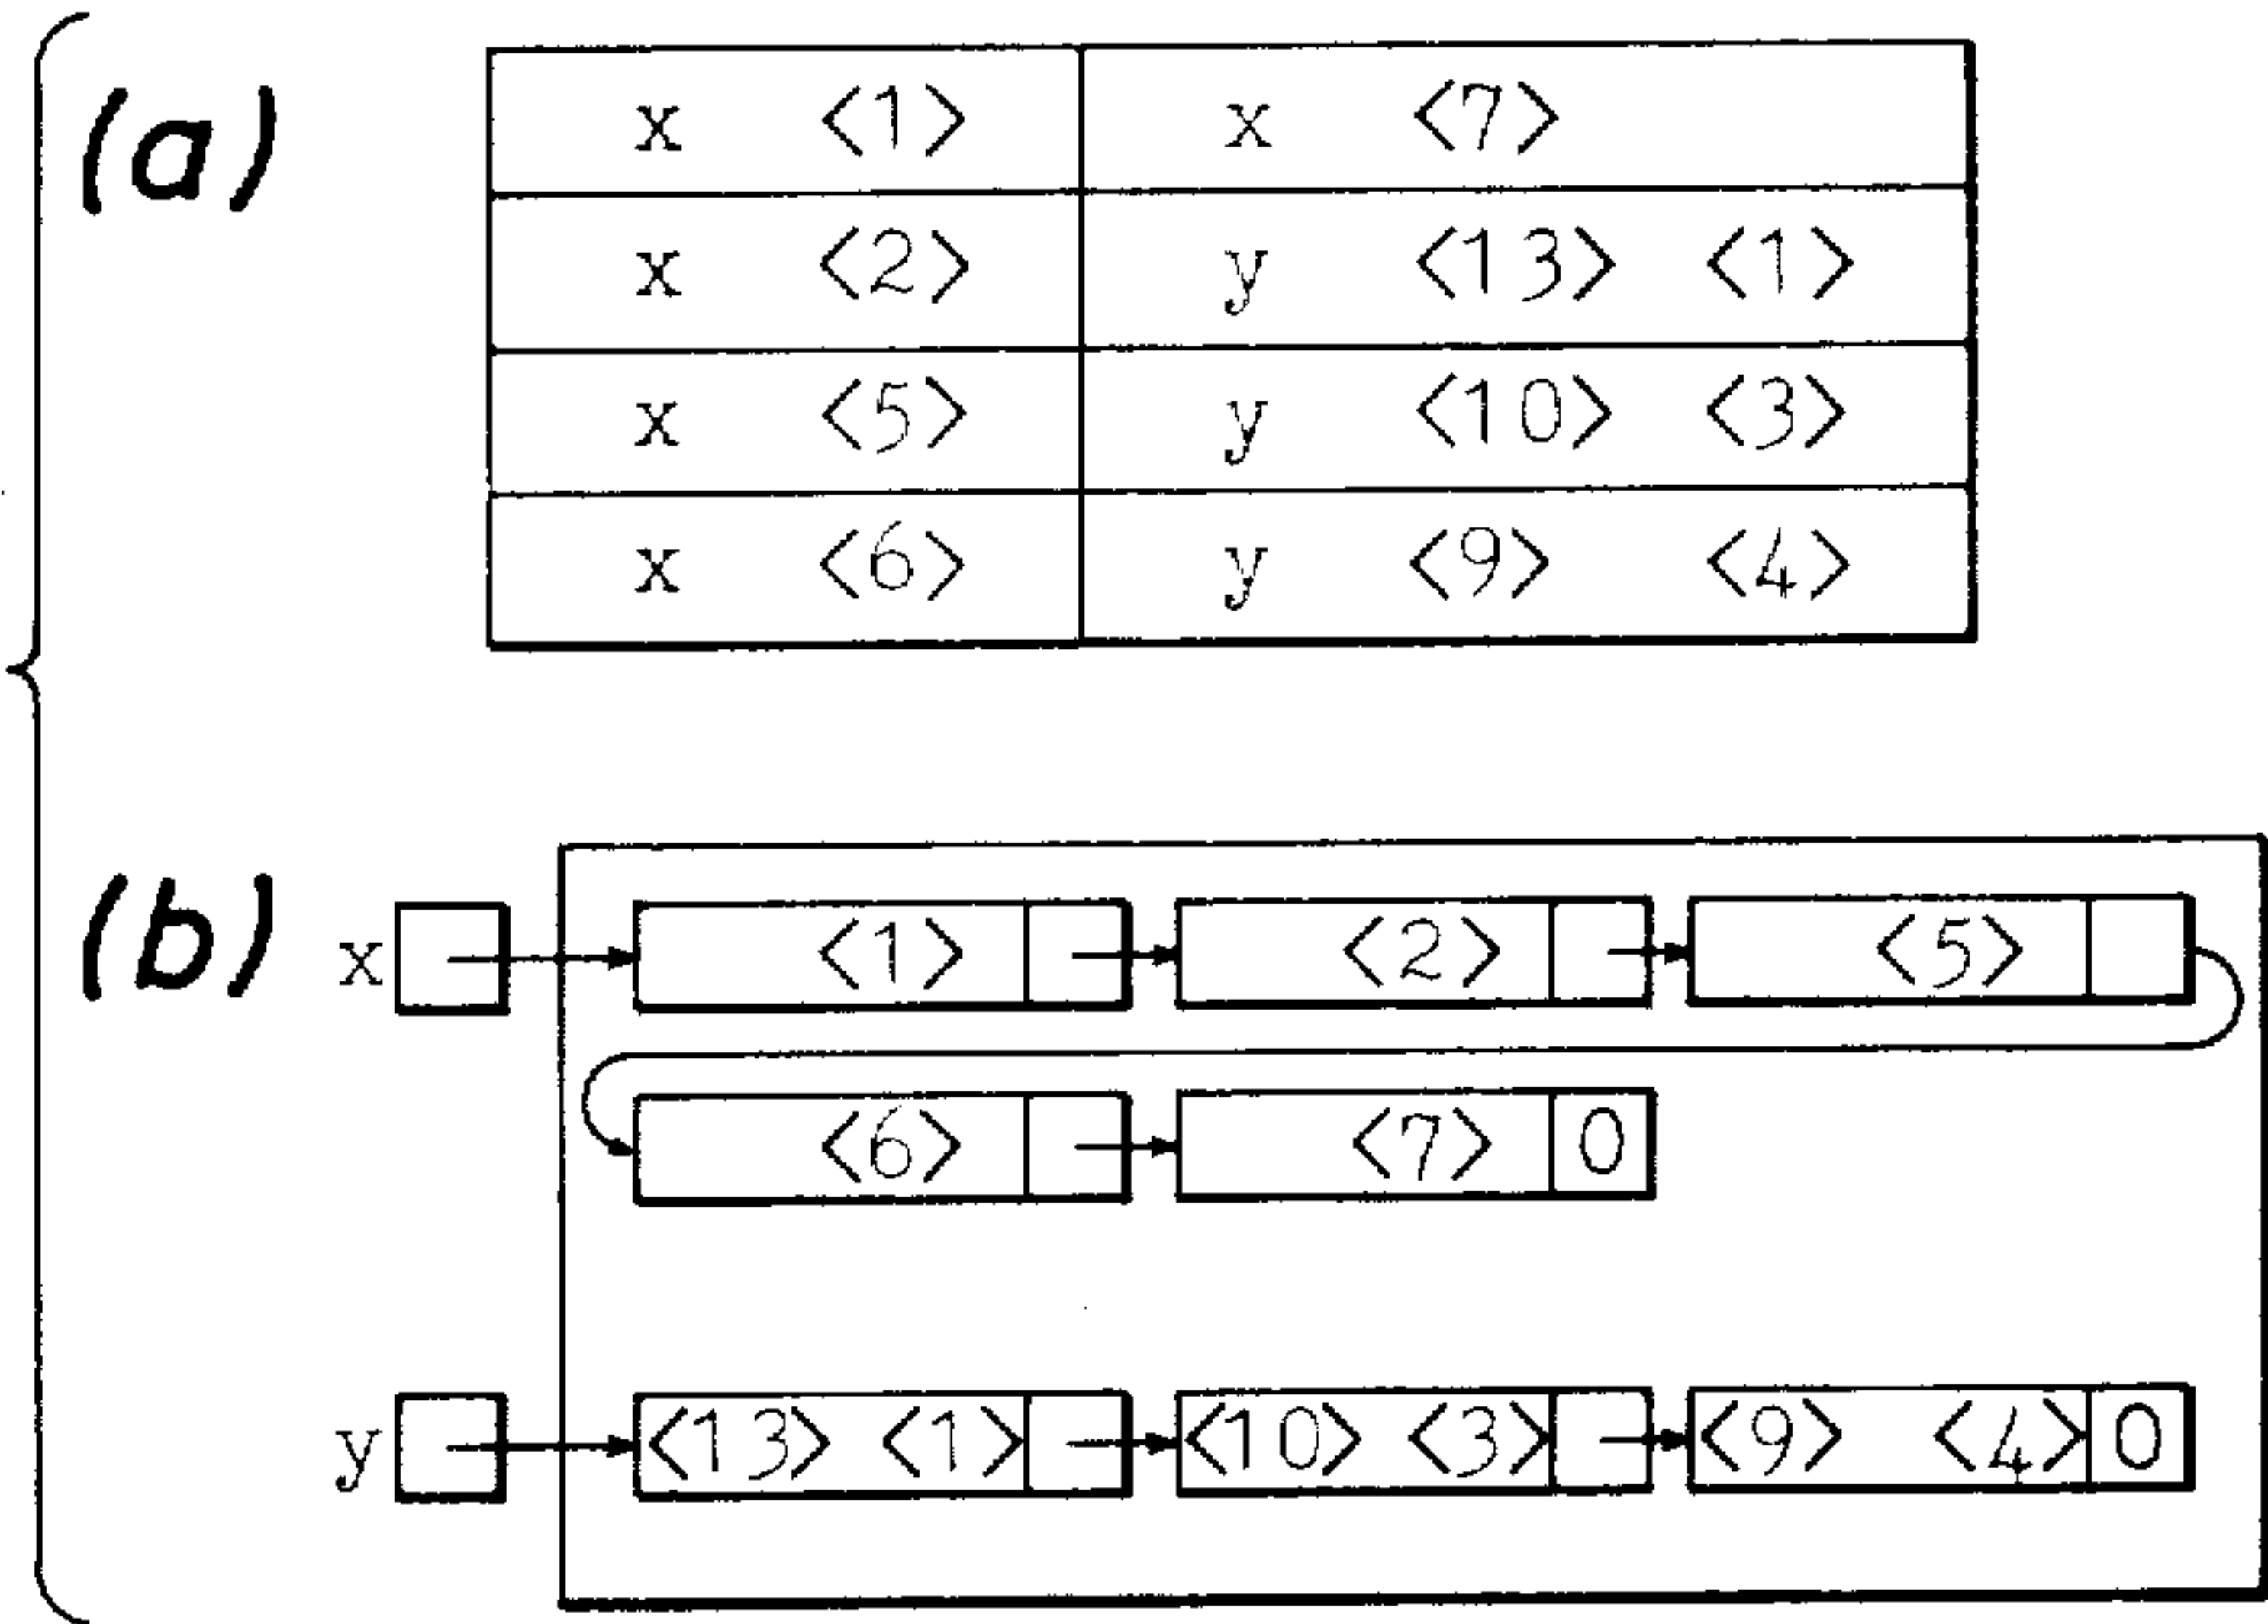 (a)
x <1> x <7>
x <2> y <13> <1>
x <5> y <10> <3>
x <6> y <9> <4>
(b)
x <1> <2> <5>
<6> <7> 0
y <13> <1> <10> <3> <9> <4> 0